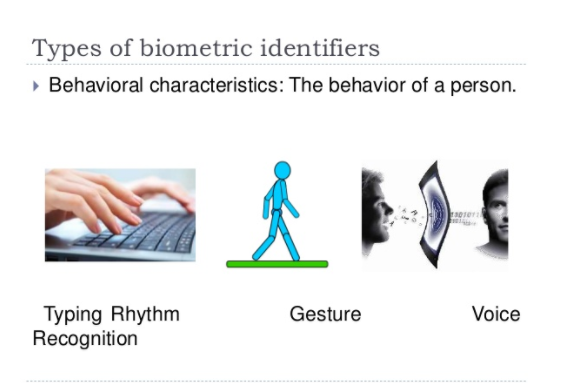 Types of biometric identifiers
Behavioral characteristics: The behavior of a person.
Typing Rhythm Recognition
Gesture
Voice